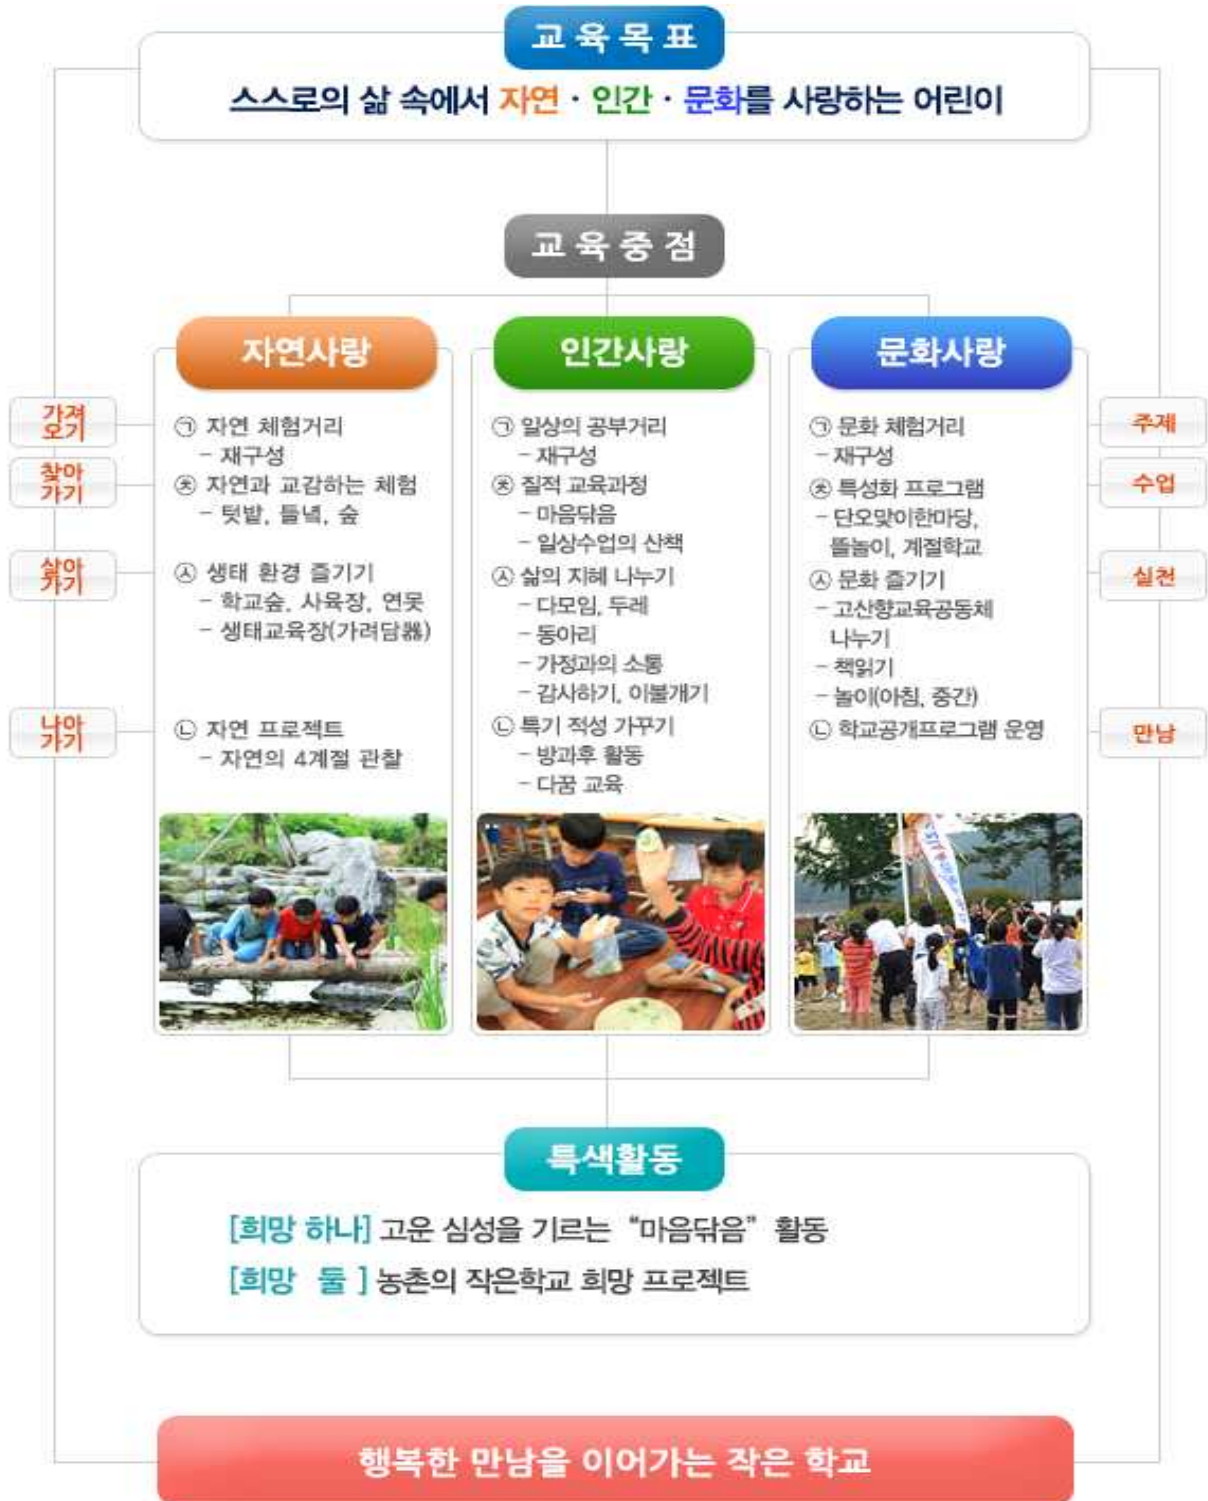 교육목표
스스로의 삶 속에서 자연 · 인간 · 문화를 사랑하는 어린이
교육중점
자연사랑
㉠ 자연 체험거리
- 재구성
㉨ 자연과 교감하는 체험
- 텃밭, 들녘, 숲
㉦ 생태 환경 즐기기
- 학교숲, 사육장, 연못
- 생태교육장(가려담器)
㉡ 자연 프로젝트
- 자연의 4계절 관찰
인간사랑
㉠ 일상의 공부거리
- 재구성
㉨ 질적 교육과정
- 마음닦음
- 일상수업의 산책
㉦ 삶의 지혜 나누기
- 다모임, 두레
- 동아리
- 가정과의 소통
- 감사하기, 이불개기
㉡ 특기 적성 가꾸기
- 방과후 활동
- 다꿈 교육
문화사랑
㉠ 문화 체험거리
- 재구성
㉨ 특성화 프로그램
- 단오맞이한마당,
뜰놀이, 계절학교
㉦ 문화 즐기기
- 고산향교육공동체
나누기
- 책읽기
- 놀이(아침, 중간)
㉡ 학교공개프로그램 운영
가져
오기
찾아
가기
살아
가기
나아
가기
주제
수업
실천
만남
특색활동
[희망 하나] 고운 심성을 기르는 “마음닦음” 활동
[희망 둘 ] 농촌의 작은학교 희망 프로젝트
행복한 만남을 이어가는 작은 학교